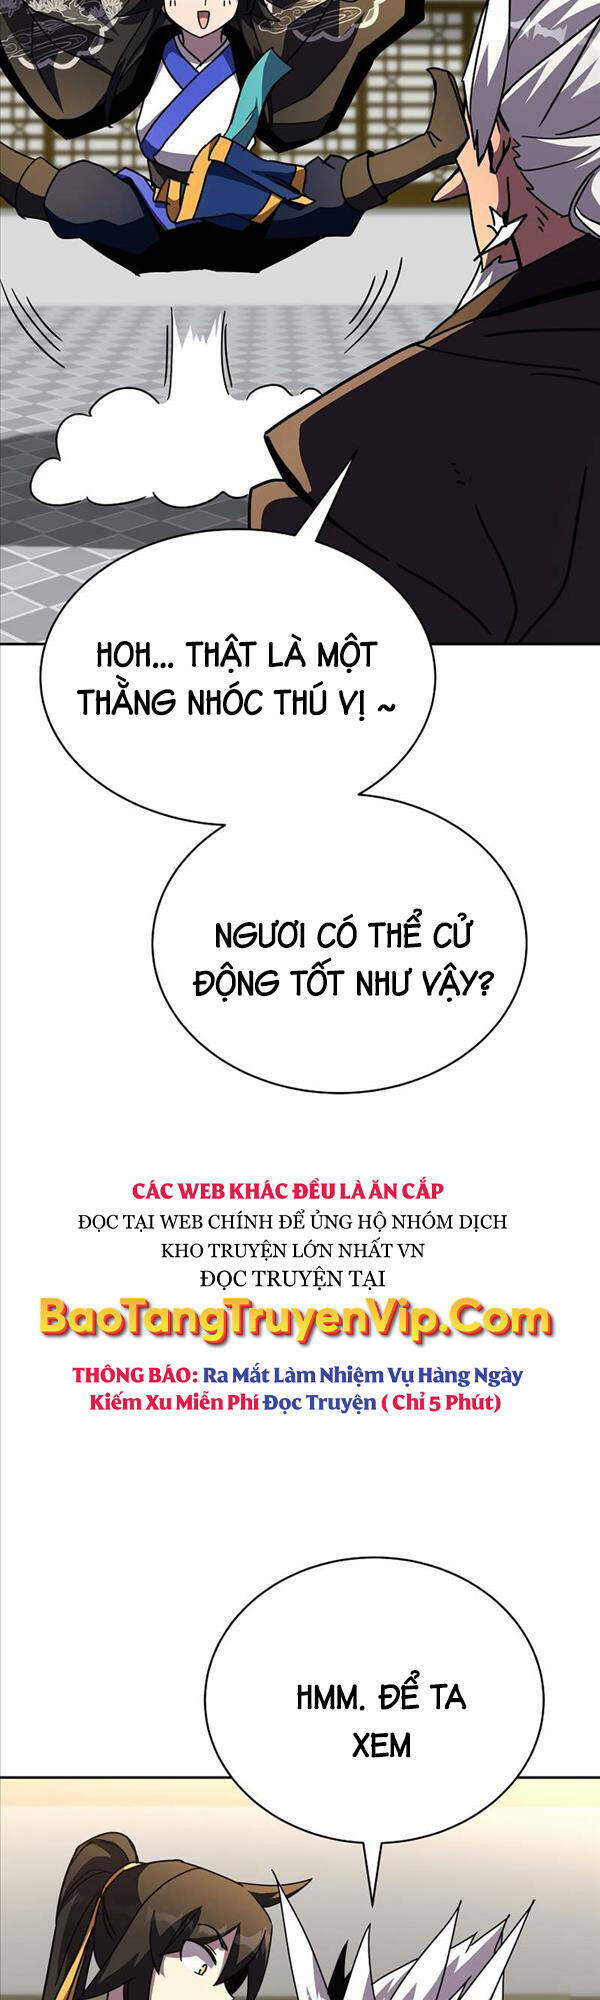 HOH... THẬT LÀ MỘT
THẰNG NHÓC THÚ VỊ ~
NGƯƠI CÓ THỂ CỬ
ĐỘNG TỐT NHƯ VẬY?
CÁC WEB KHÁC ĐỀU LÀ ĂN CẮP
ĐỌC TẠI WEB CHÍNH ĐỂ ỦNG HỘ NHÓM DỊCH
KHO TRUYỆN LỚN NHẤT VN
ĐỌC TRUYỆN TẠI
BaoTangTruyenVip.Com
THÔNG BÁO: Ra Mắt Làm Nhiệm Vụ Hàng Ngày
Kiếm Xu Miễn Phí Đọc Truyện ( Chỉ 5 Phút)
HMM. ĐỂ TA
XEM